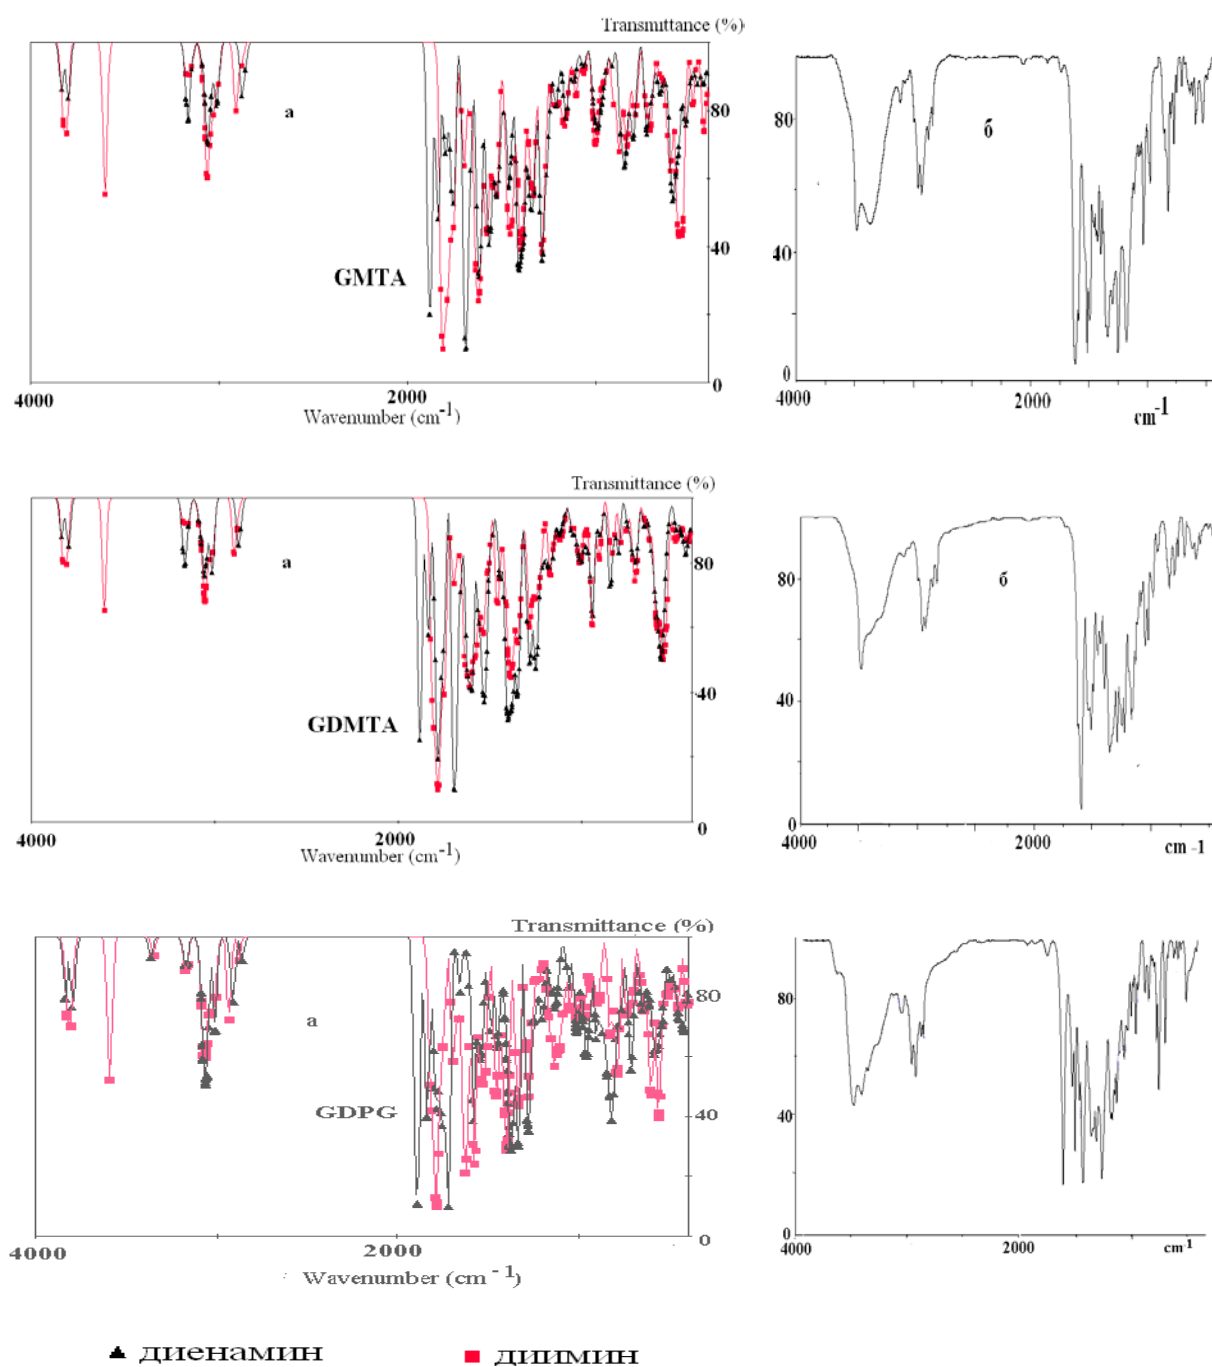 Transmittance (%)
80
a
GMTA
40
0
4000
2000
Wavenumber (cm-1)
80
б
40
0
4000
2000
cm-1
Transmittance (%)
80
a
GDMTA
40
0
4000
2000
Wavenumber (cm-1)
80
б
40
0
4000
2000
cm -1
Transmittance (%)
80
a
GDPG
40
0
4000
2000
Wavenumber (cm -1)
80
40
0
4000
2000
cm-1
диенамин
диимин